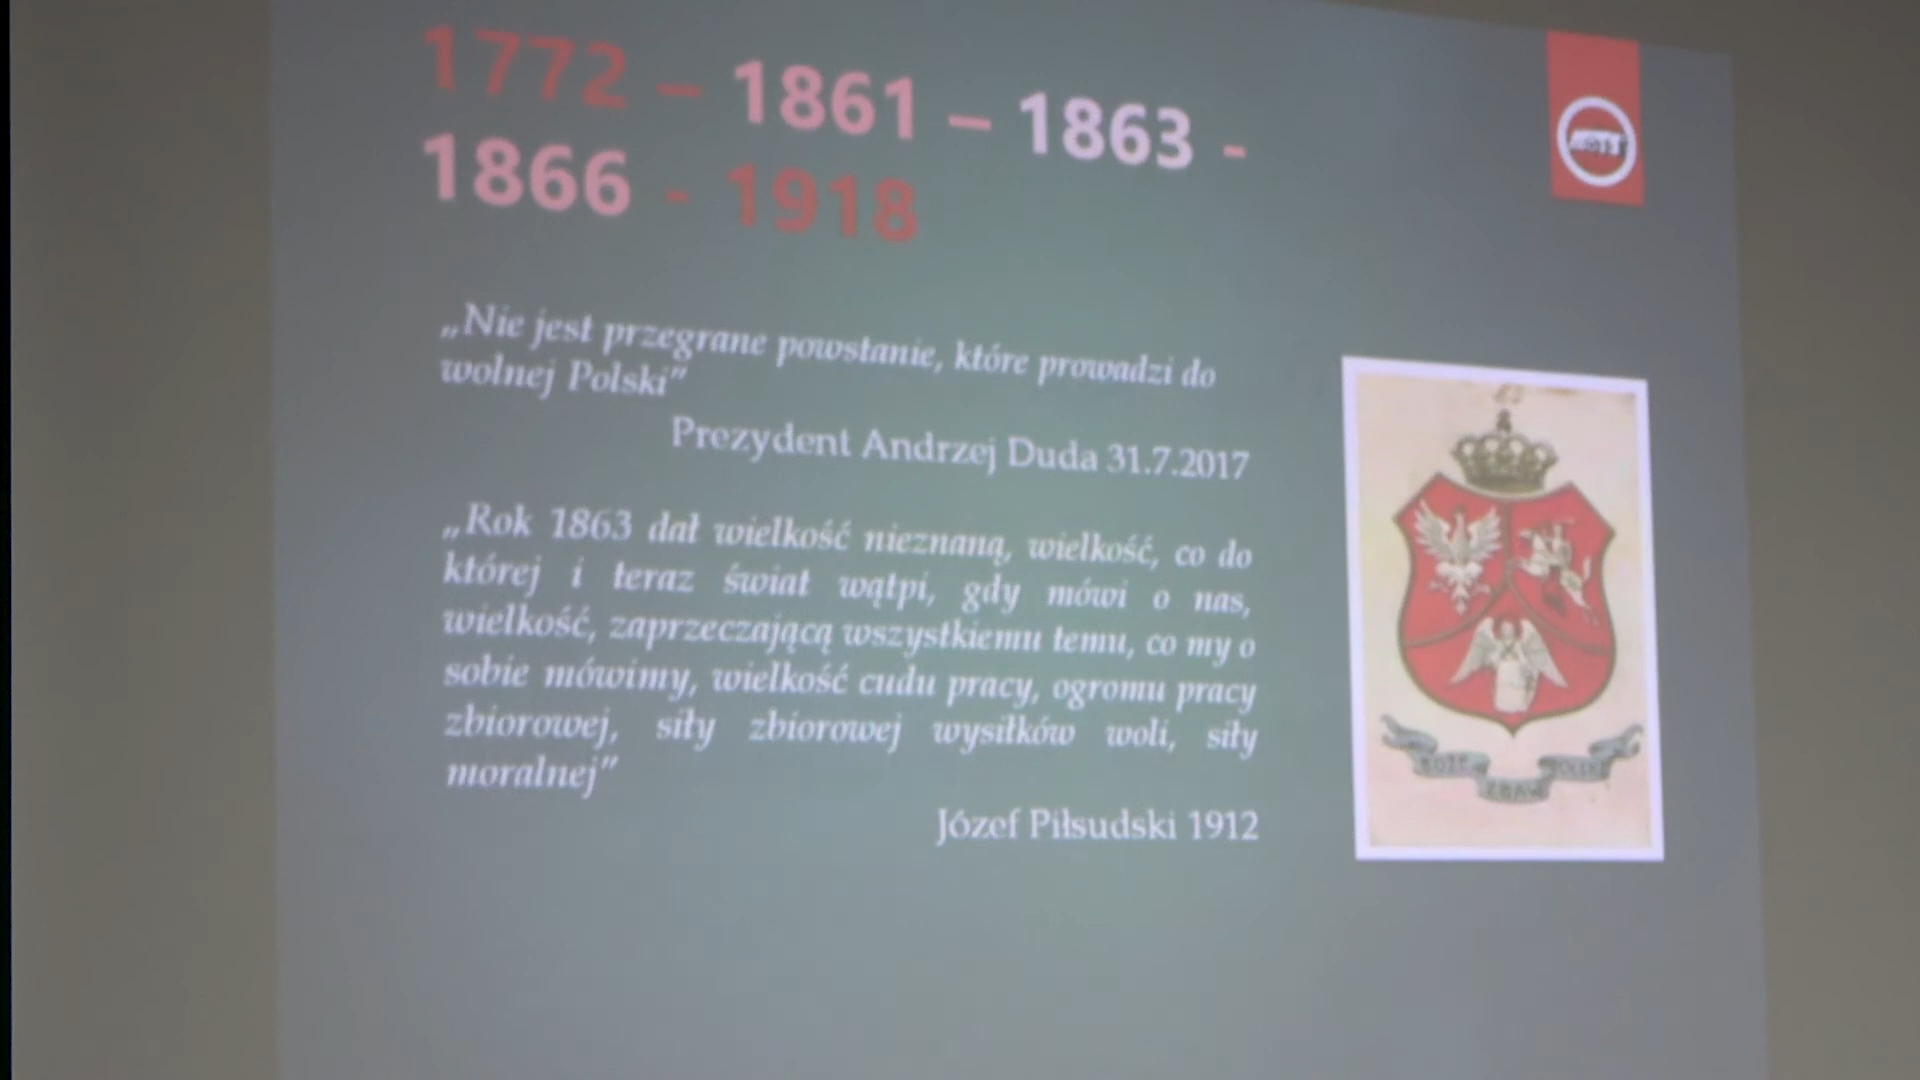 1772 – 1861 – 1863 -
1866 - 1918
„Nie jest przegrane powstanie, które prowadzi do
wolnej Polski”
Prezydent Andrzej Duda 31.7.2017
„Rok 1863 dał wielkość nieznaną, wielkość, co do
której i teraz świat wątpi, gdy mówi o nas,
wielkość, zaprzeczającą wszystkiemu temu, co my o
sobie mówimy, wielkość cudu pracy, ogromu pracy
zbiorowej, siły zbiorowej wysiłków woli, siły
moralnej”
Józef Piłsudski 1912
BOŻE ZBAW POLSKĘ